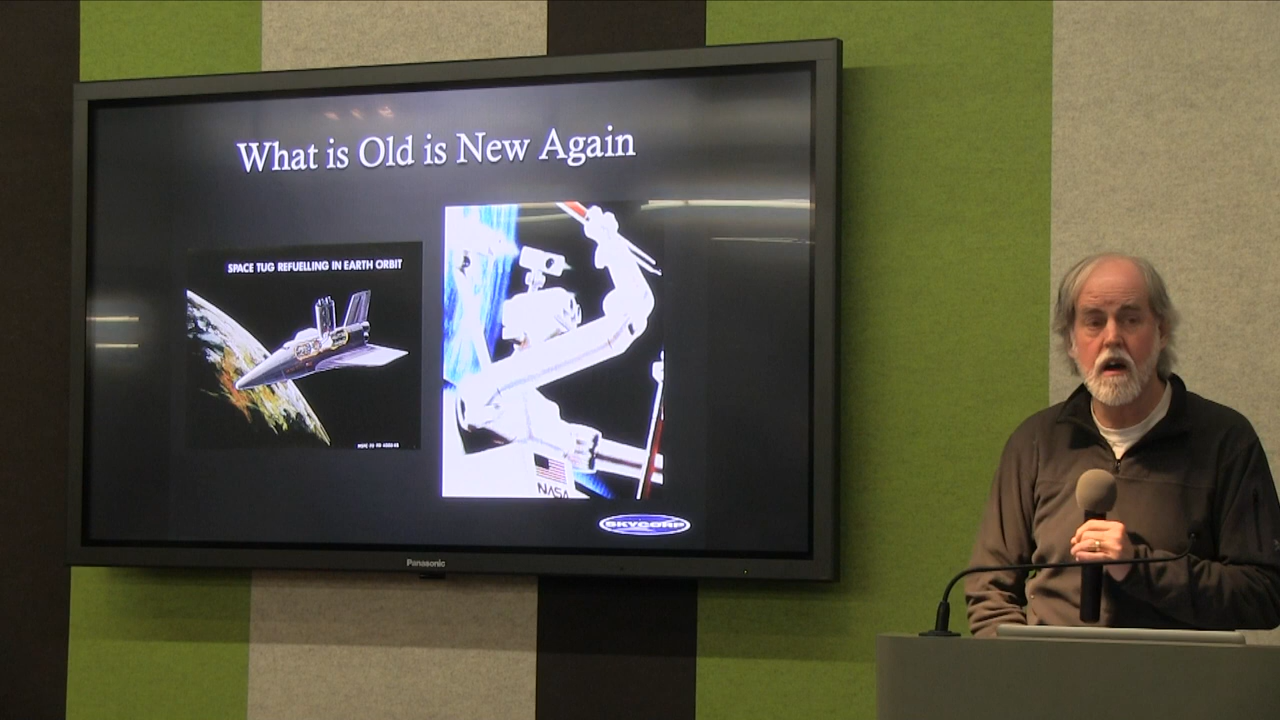 What is Old is New Again
SPACE TUG REFUELLING IN EARTH ORBIT
NASA
SKYCORP
Panasonic